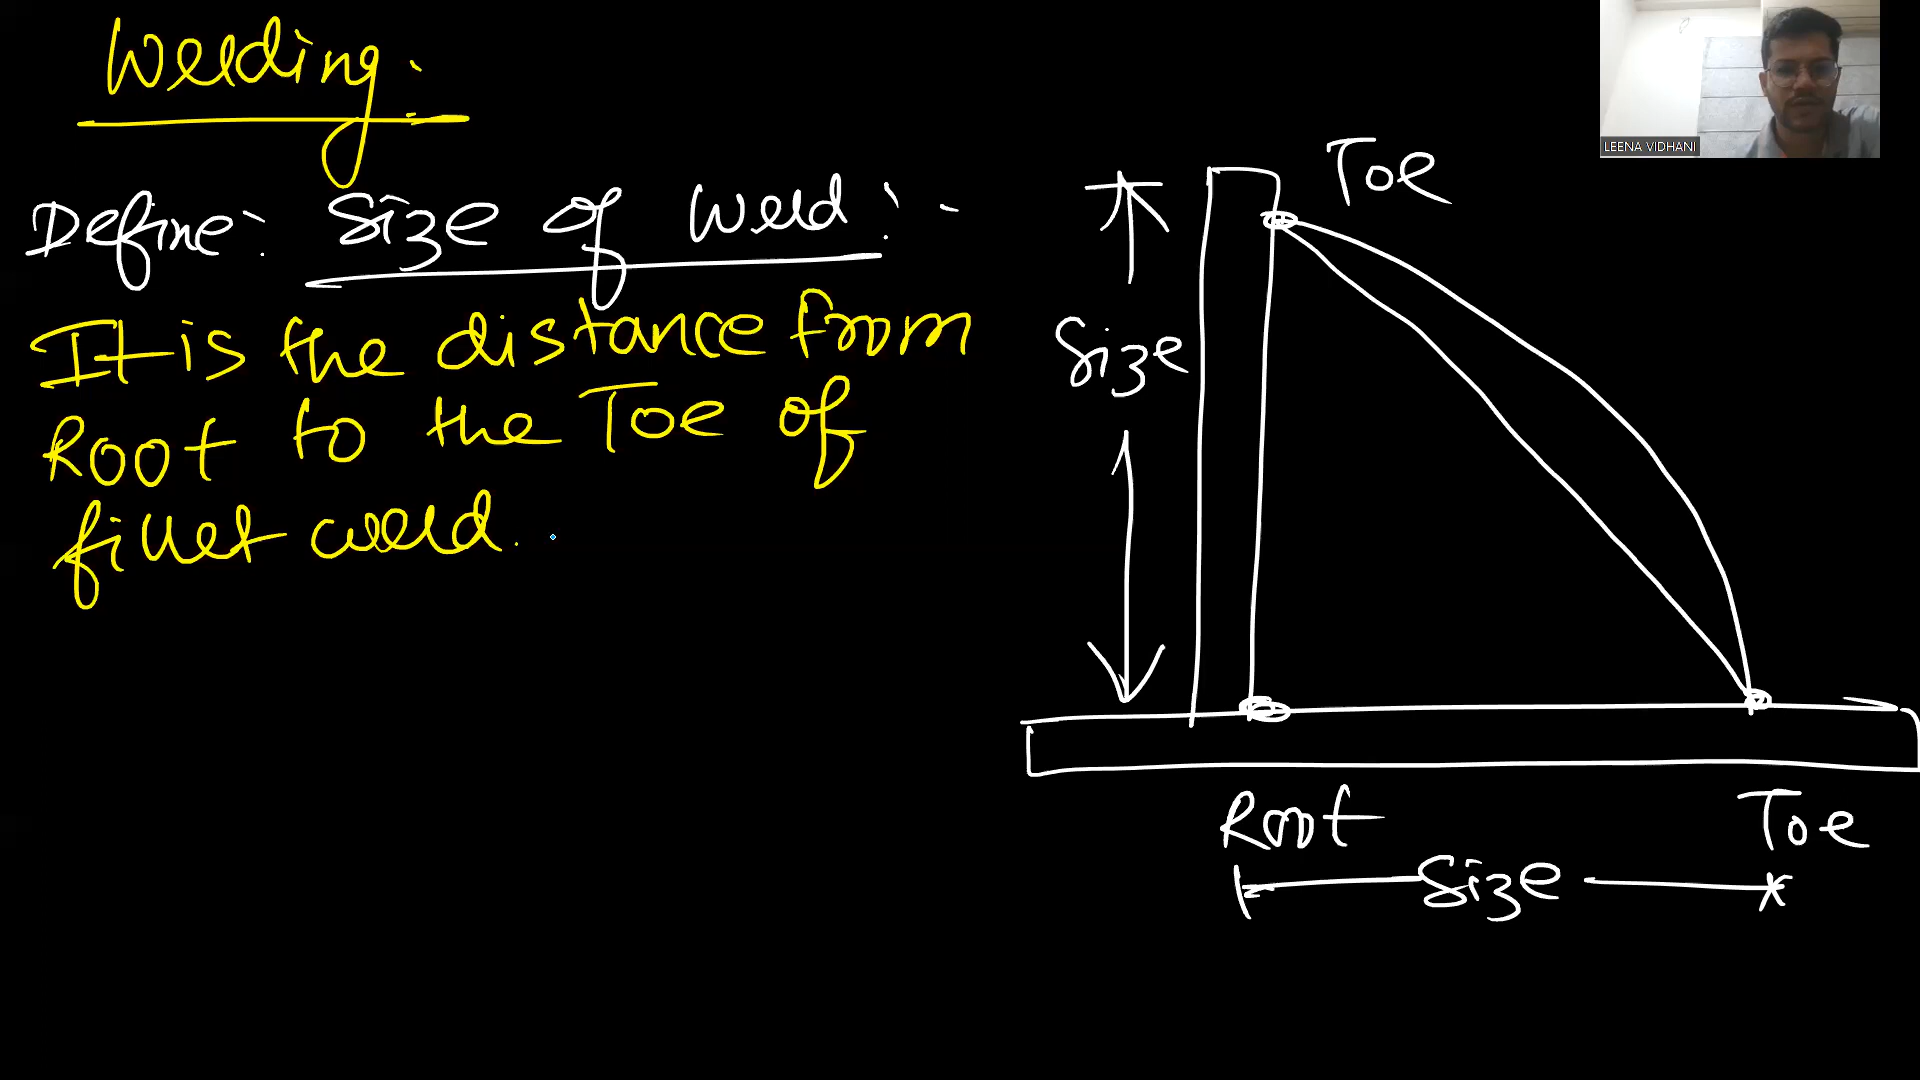 Welding:
Define: Size of weld:-
It is the distance from
Root to the Toe of
fillet weld.
Toe
Size
Root
Toe
Size
LEENA VIDHANI